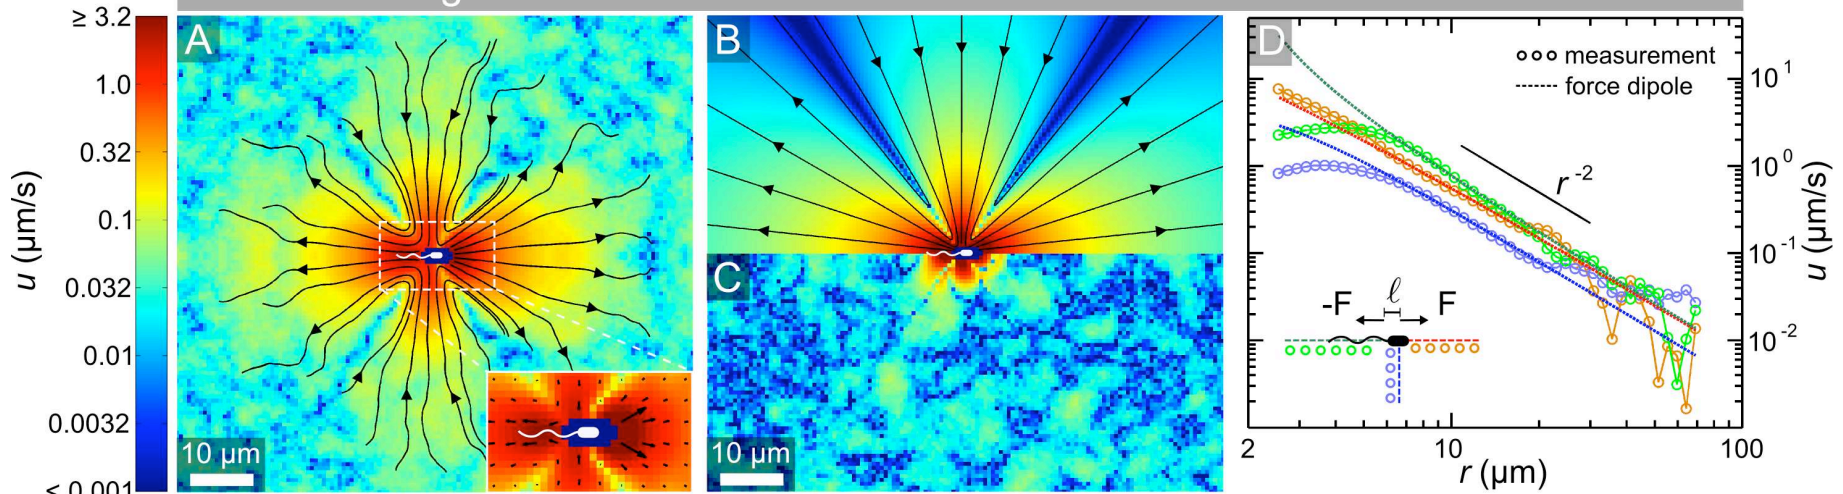 g
≥ 3.2
1.0
0.32
0.1
0.032
0.01
0.0032
< 0.001
u (μm/s)
A
10 μm
B
C
10 μm
D
measurement
force dipole
r -2
-F ℓ F
10 1
10 0
10 -1
10 -2
u (μm/s)
2 10 100
r (μm)